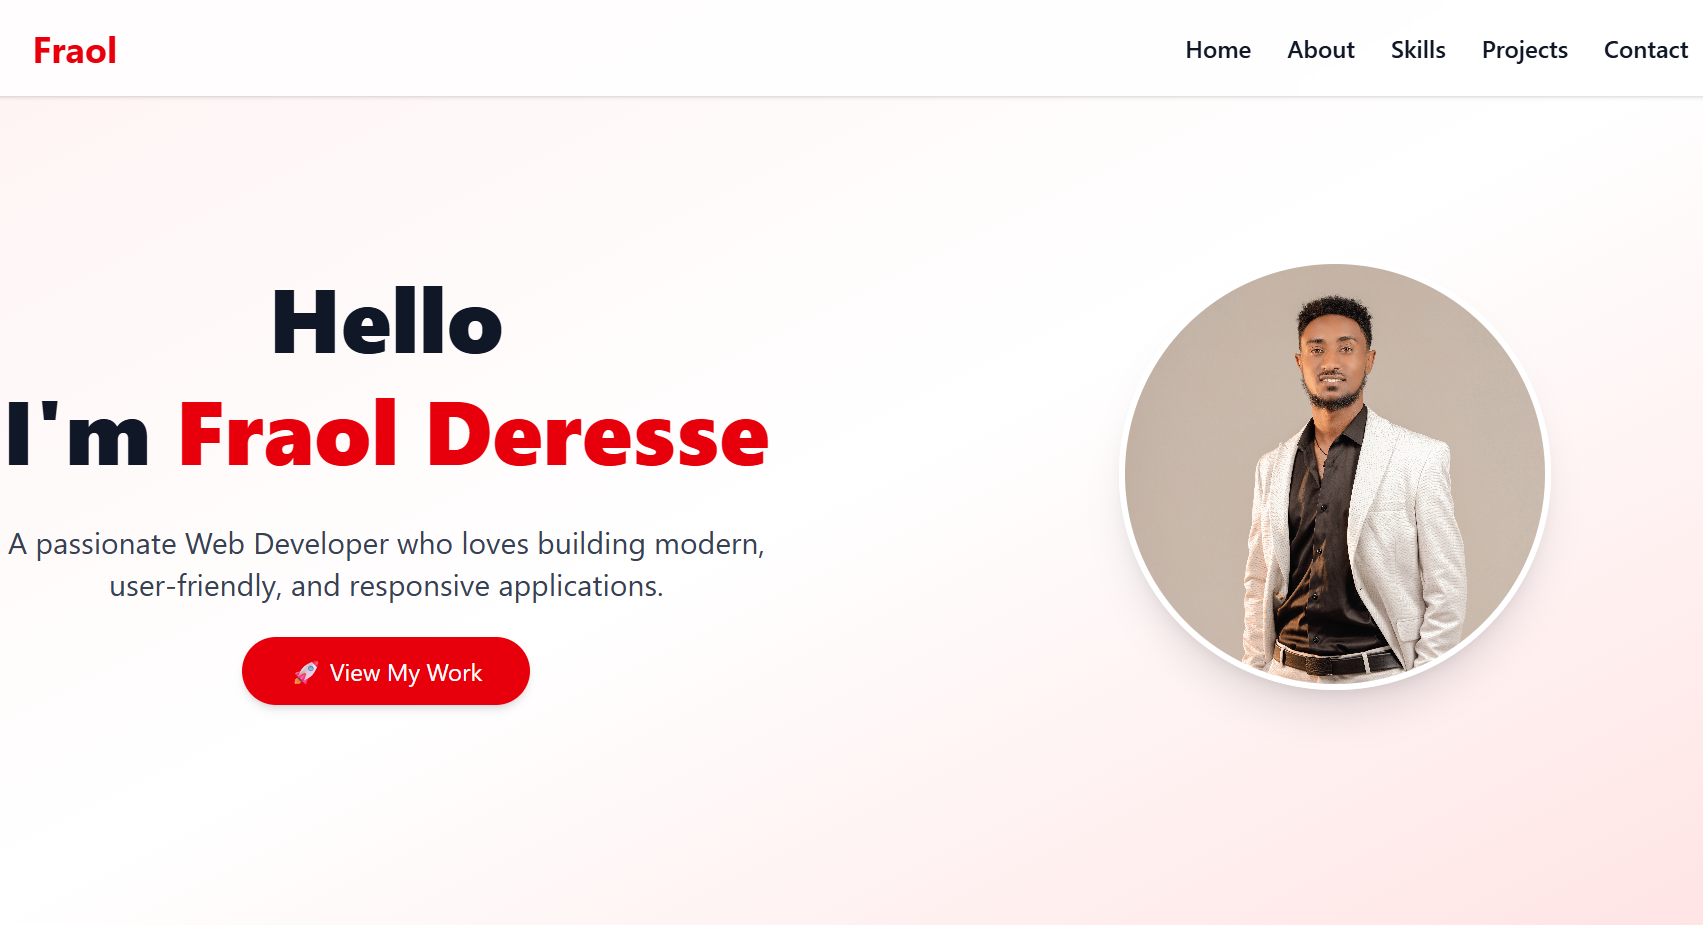 Fraol
Home About Skills Projects Contact
Hello
I'm Fraol Deresse
A passionate Web Developer who loves building modern,
user-friendly, and responsive applications.
🚀 View My Work